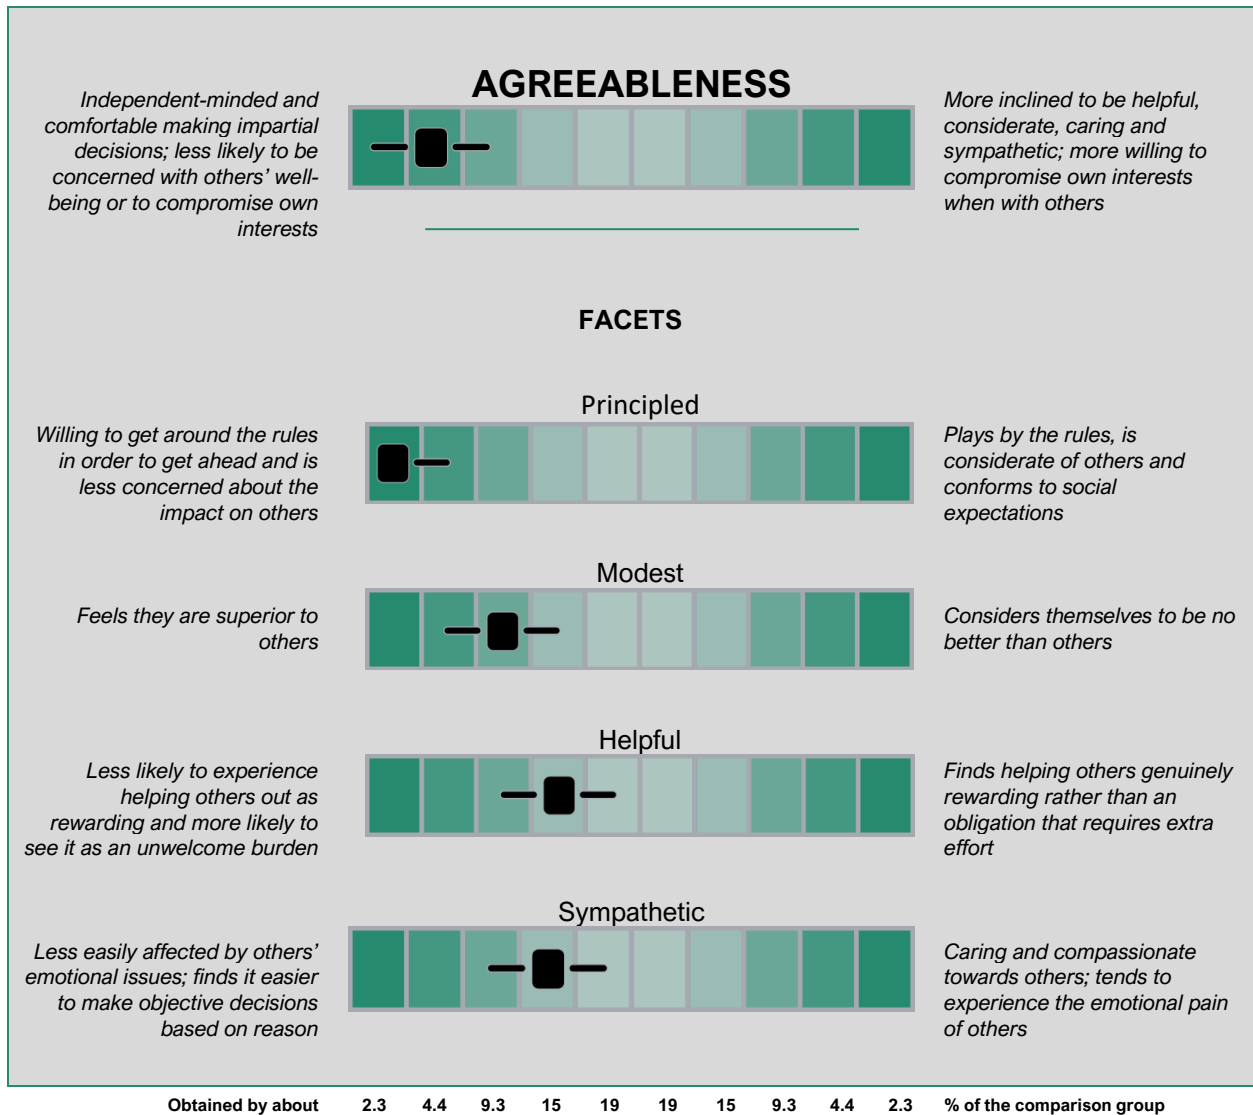 AGREEABLENESS
Independent-minded and
comfortable making impartial
decisions; less likely to be
concerned with others’ well-
being or to compromise own
interests
More inclined to be helpful,
considerate, caring and
sympathetic; more willing to
compromise own interests
when with others
FACETS
Principled
Willing to get around the rules
in order to get ahead and is
less concerned about the
impact on others
Plays by the rules, is
considerate of others and
conforms to social
expectations
Modest
Feels they are superior to
others
Considers themselves to be no
better than others
Helpful
Less likely to experience
helping others out as
rewarding and more likely to
see it as an unwelcome burden
Finds helping others genuinely
rewarding rather than an
obligation that requires extra
effort
Sympathetic
Less easily affected by others’
emotional issues; finds it easier
to make objective decisions
based on reason
Caring and compassionate
towards others; tends to
experience the emotional pain
of others
Obtained by about 2.3 4.4 9.3 15 19 19 15 9.3 4.4 2.3 % of the comparison group